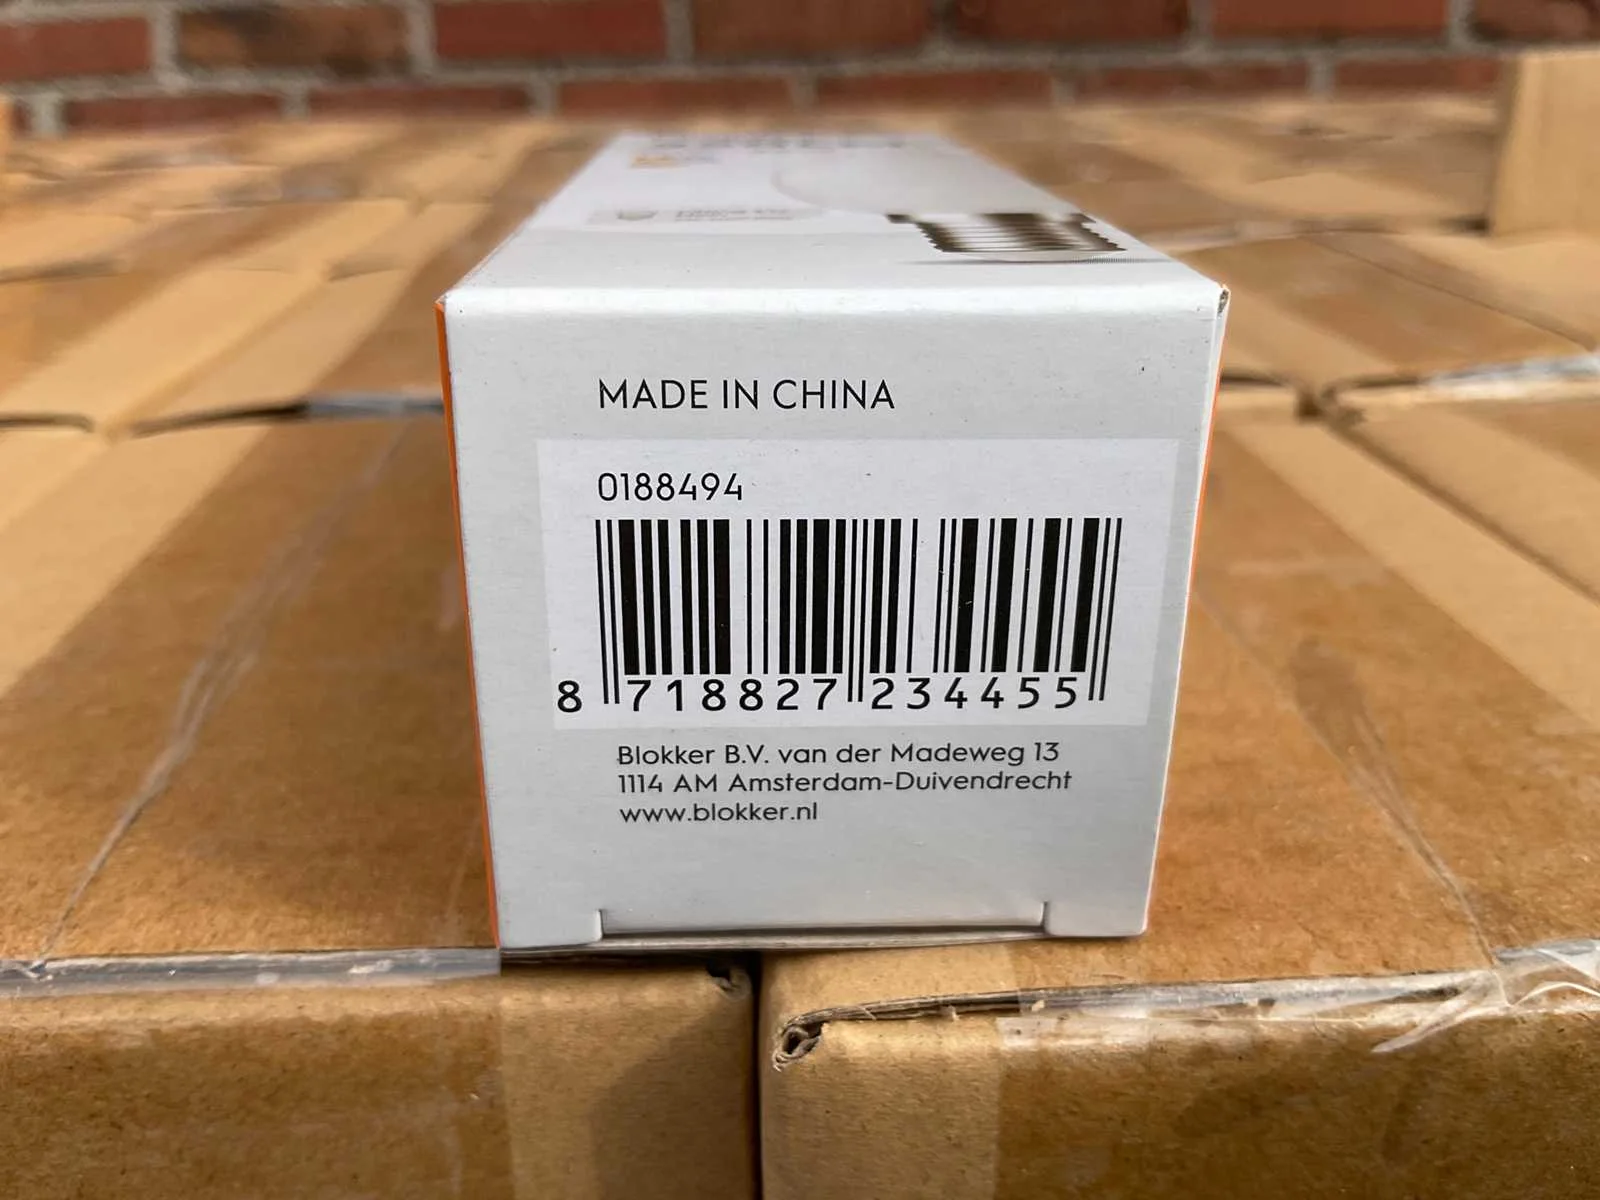 MADE IN CHINA
0188494
8 718827 234455
Blokker B.V. van der Madeweg 13
1114 AM Amsterdam-Duivendrecht
www.blokker.nl